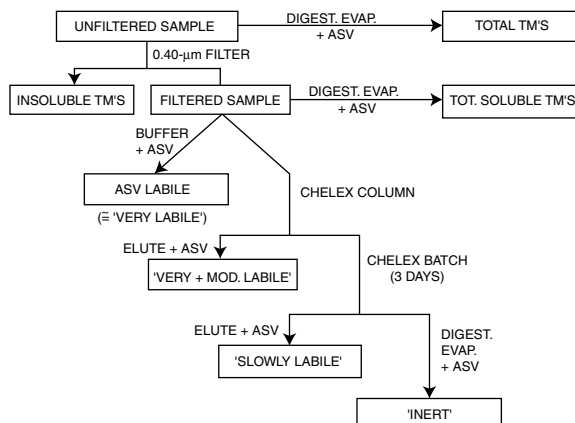 UNFILTERED SAMPLE
DIGEST. EVAP.
+ ASV
TOTAL TM'S
0.40-μm FILTER
INSOLUBLE TM'S
FILTERED SAMPLE
DIGEST. EVAP.
+ ASV
TOT. SOLUBLE TM'S
BUFFER
+ ASV
ASV LABILE
(≅ 'VERY LABILE')
CHELEX COLUMN
ELUTE + ASV
'VERY + MOD. LABILE'
CHELEX BATCH
(3 DAYS)
ELUTE + ASV
'SLOWLY LABILE'
DIGEST.
EVAP.
+ ASV
'INERT'